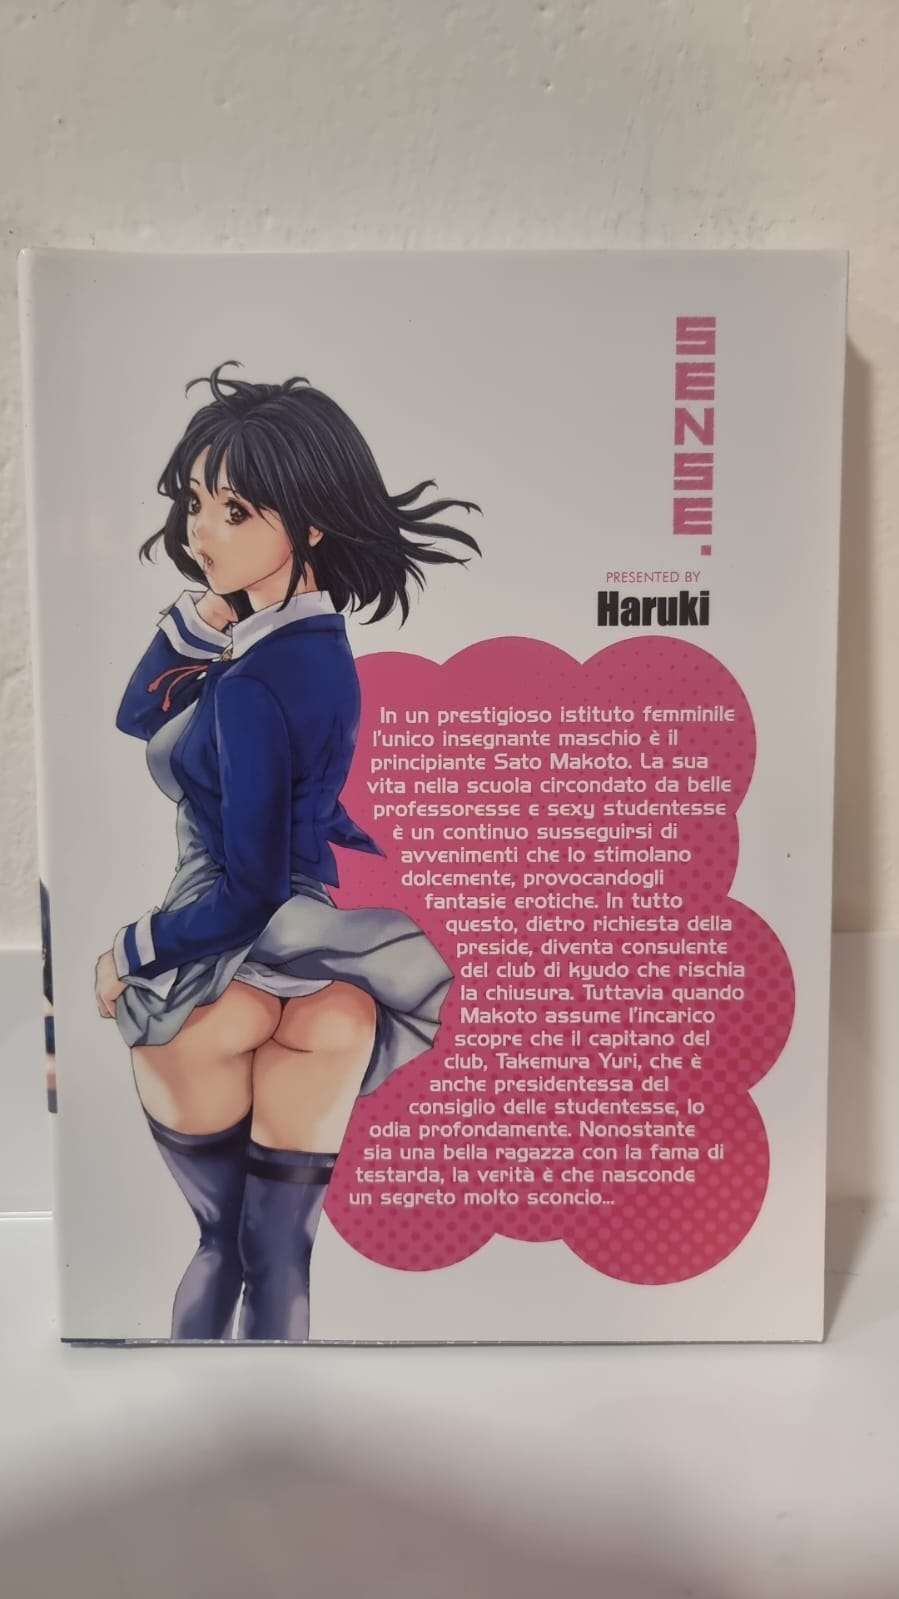 SENSE.
PRESENTED BY
Haruki
In un prestigioso istituto femminile
l'unico insegnante maschio è il
principiante Sato Makoto. La sua
vita nella scuola circondato da belle
professoresse e sexy studentesse
è un continuo susseguirsi di
avvenimenti che lo stimolano
dolcemente, provocandogli
fantasie erotiche. In tutto
questo, dietro richiesta della
preside, diventa consulente
del club di kyudo che rischia
la chiusura. Tuttavia quando
Makoto assume l'incarico
scopre che il capitano del
club, Takemura Yuri, che è
anche presidentessa del
consiglio delle studentesse, lo
odia profondamente. Nonostante
sia una bella ragazza con la fama di
testarda, la verità è che nasconde
un segreto molto sconcio...